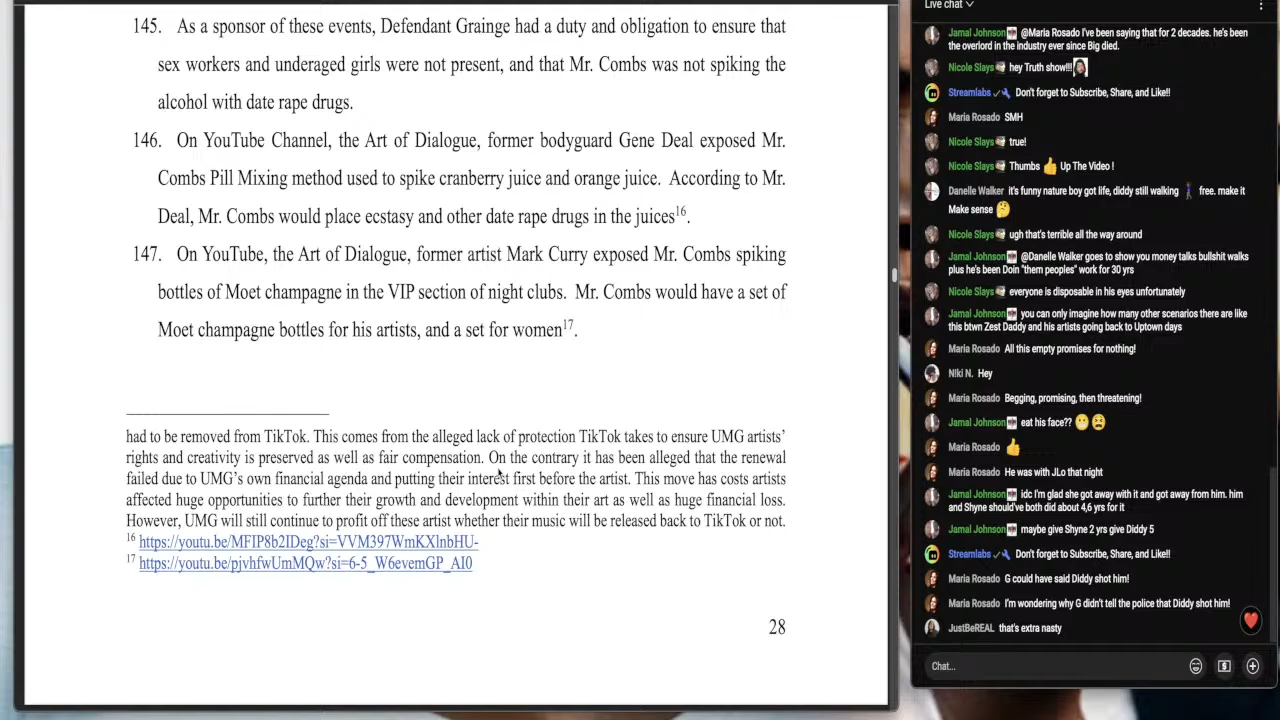 145. As a sponsor of these events, Defendant Grainge had a duty and obligation to ensure that
sex workers and underaged girls were not present, and that Mr. Combs was not spiking the
alcohol with date rape drugs.
146. On YouTube Channel, the Art of Dialogue, former bodyguard Gene Deal exposed Mr.
Combs Pill Mixing method used to spike cranberry juice and orange juice. According to Mr.
Deal, Mr. Combs would place ecstasy and other date rape drugs in the juices16.
147. On YouTube, the Art of Dialogue, former artist Mark Curry exposed Mr. Combs spiking
bottles of Moet champagne in the VIP section of night clubs. Mr. Combs would have a set of
Moet champagne bottles for his artists, and a set for women17.
had to be removed from TikTok. This comes from the alleged lack of protection TikTok takes to ensure UMG artists'
rights and creativity is preserved as well as fair compensation. On the contrary it has been alleged that the renewal
failed due to UMG's own financial agenda and putting their interest first before the artist. This move has costs artists
affected huge opportunities to further their growth and development within their art as well as huge financial loss.
However, UMG will still continue to profit off these artist whether their music will be released back to TikTok or not.
16 https://youtu.be/MFIP8b2IDeg?si=VVM397WmKXlnbHU-
17 https://youtu.be/pjvhfwUmMQw?si=6-5_W6evemGP_AI0
28
Live chat
Jamal Johnson @Maria Rosado I've been saying that for 2 decades. he's been
the overlord in the industry ever since Big died.
Nicole Slays hey Truth show!!!
Streamlabs Don't forget to Subscribe, Share, and Like!!
Maria Rosado SMH
Nicole Slays true!
Nicole Slays Thumbs 👍 Up The Video !
Danelle Walker it's funny nature boy got life, diddy still walking 🚶 free. make it
Make sense 🤔
Nicole Slays ugh that's terrible all the way around
Jamal Johnson @Danelle Walker goes to show you money talks bullshit walks
plus he's been Doin "them peoples" work for 30 yrs
Nicole Slays everyone is disposable in his eyes unfortunately
Jamal Johnson you can only imagine how many other scenarios there are like
this btwn Zest Daddy and his artists going back to Uptown days
Maria Rosado All this empty promises for nothing!
N!ki N. Hey
Maria Rosado Begging, promising, then threatening!
Jamal Johnson eat his face?? 😬😫
Maria Rosado 👍
Maria Rosado He was with JLo that night
Jamal Johnson idc I'm glad she got away with it and got away from him. him
and Shyne should've both did about 4,6 yrs for it
Jamal Johnson maybe give Shyne 2 yrs give Diddy 5
Streamlabs Don't forget to Subscribe, Share, and Like!!
Maria Rosado G could have said Diddy shot him!
Maria Rosado I'm wondering why G didn't tell the police that Diddy shot him!
JustBeREAL that's extra nasty
Chat...